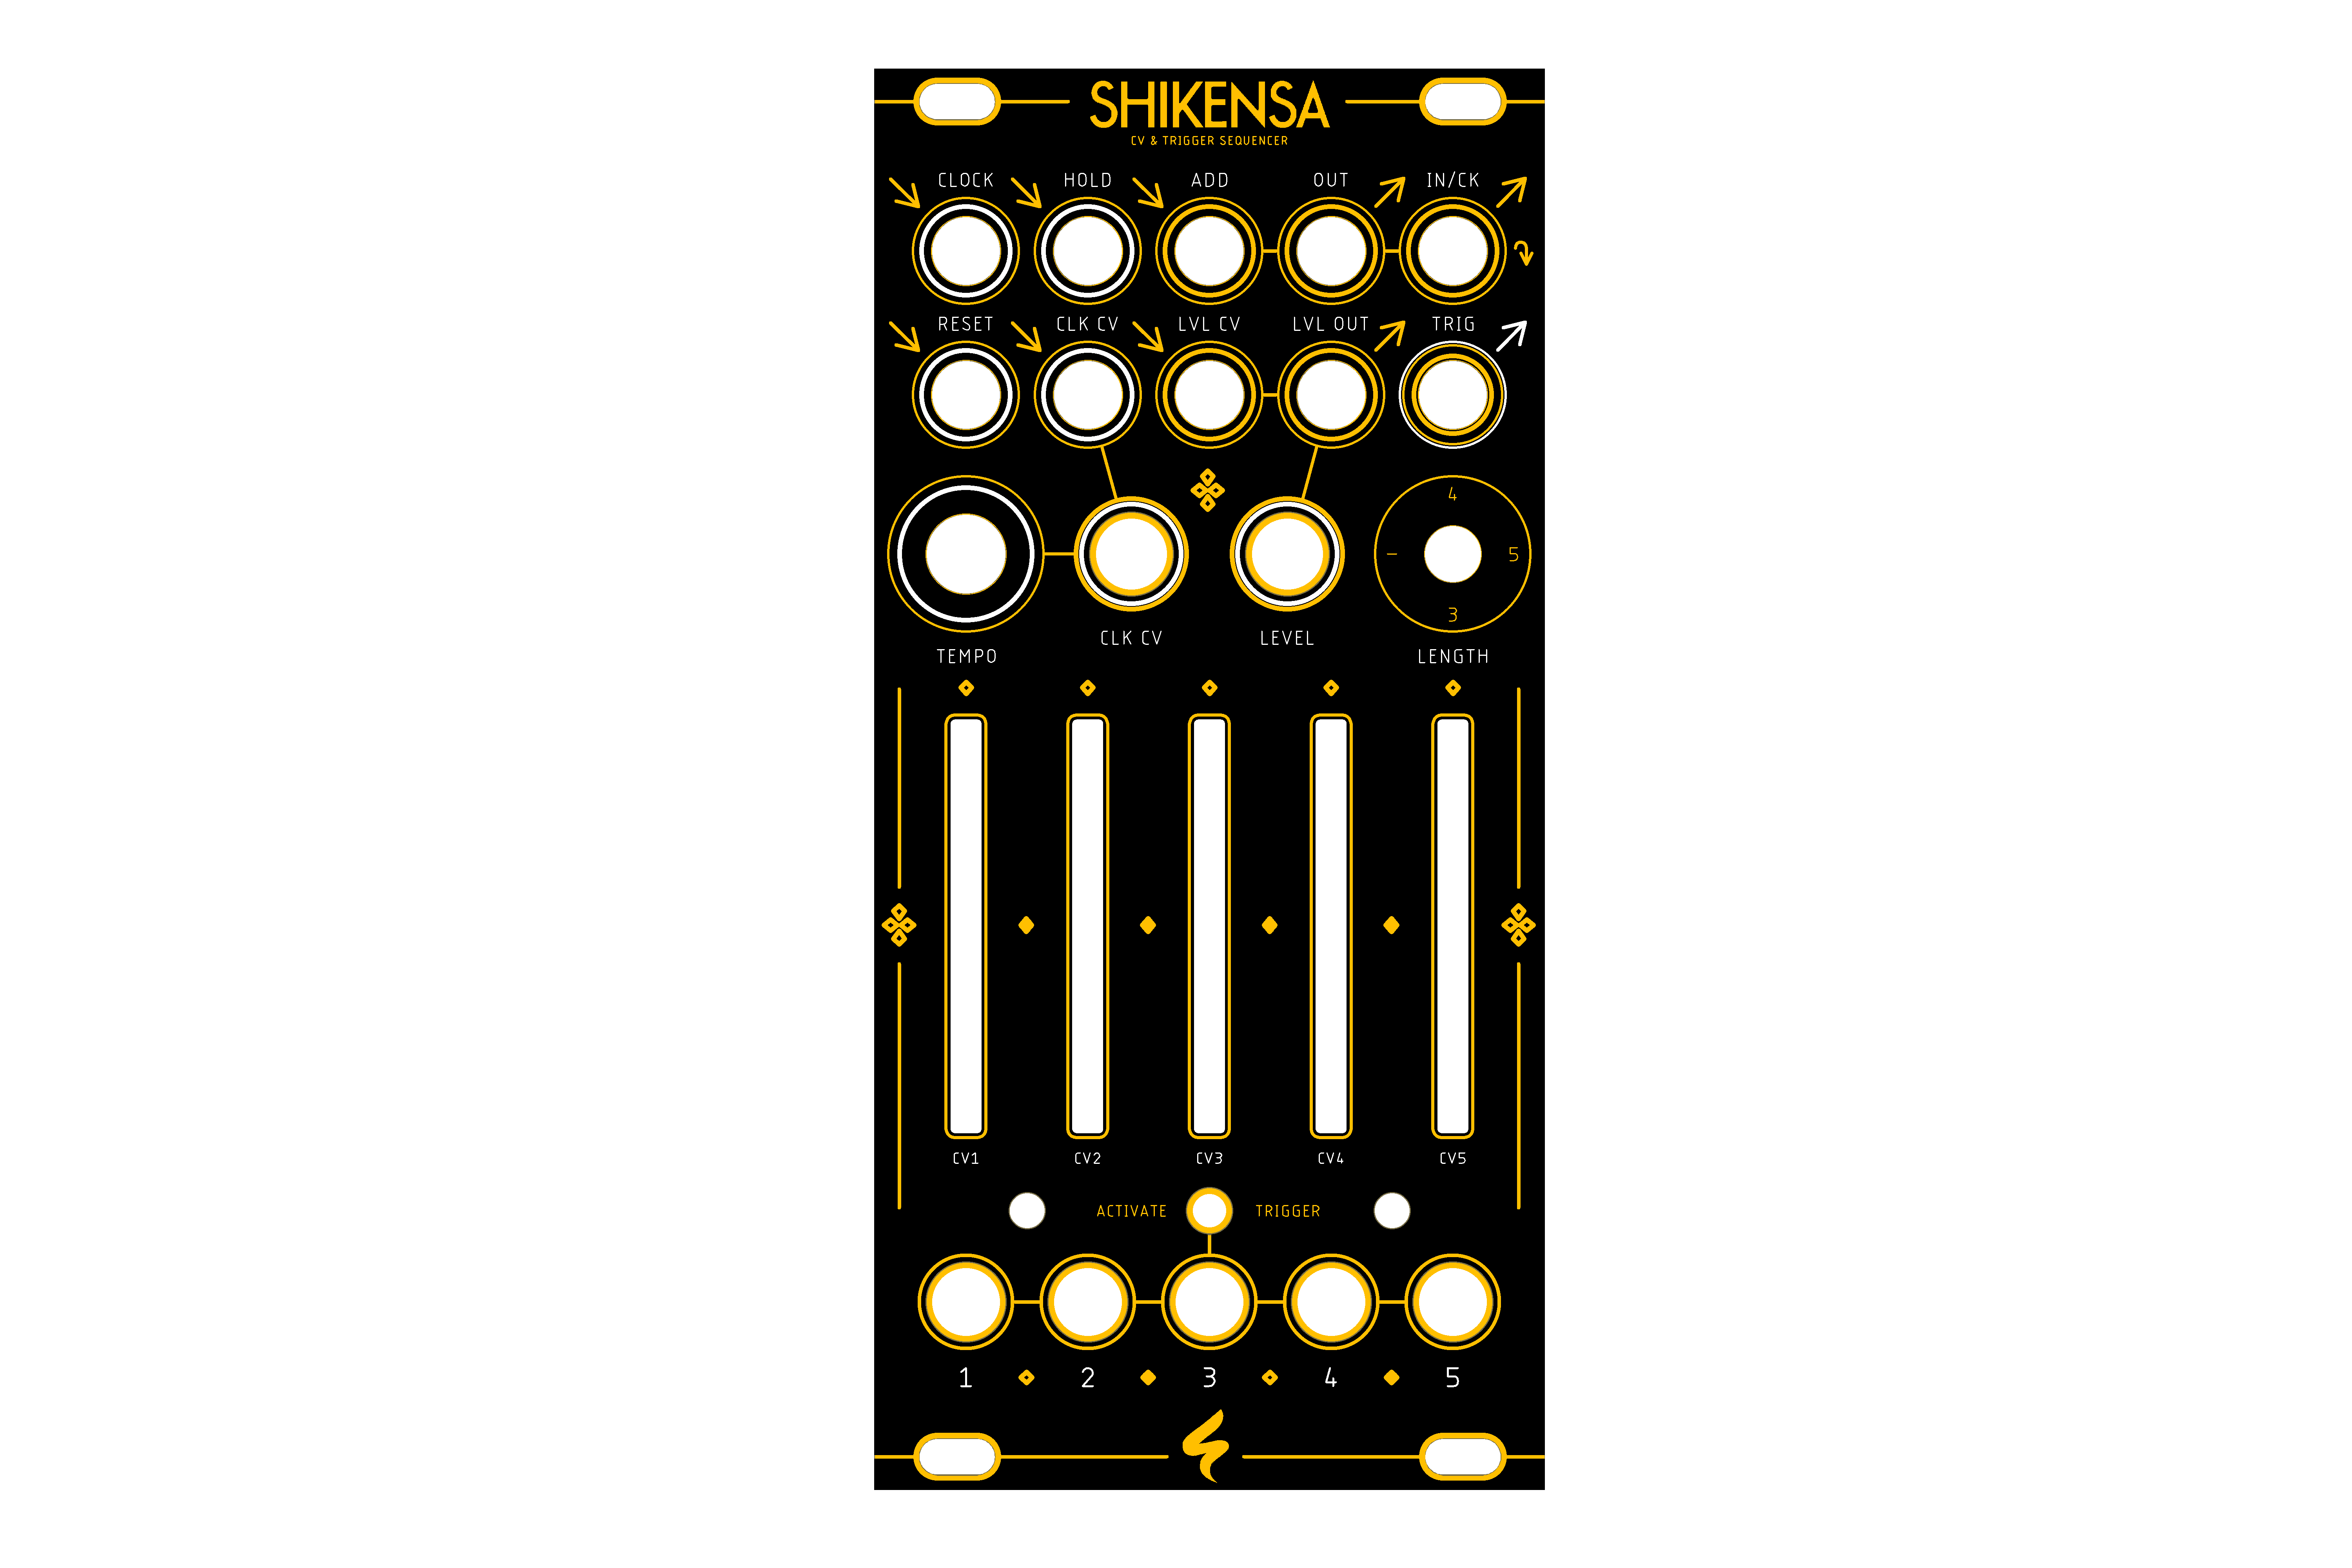 SHIKENSA
CV & TRIGGER SEQUENCER
CLOCK HOLD ADD OUT IN/CK
RESET CLK CV LVL CV LVL OUT TRIG
4
- 5
3
CLK CV LEVEL
TEMPO LENGTH
CV1 CV2 CV3 CV4 CV5
ACTIVATE TRIGGER
1 2 3 4 5